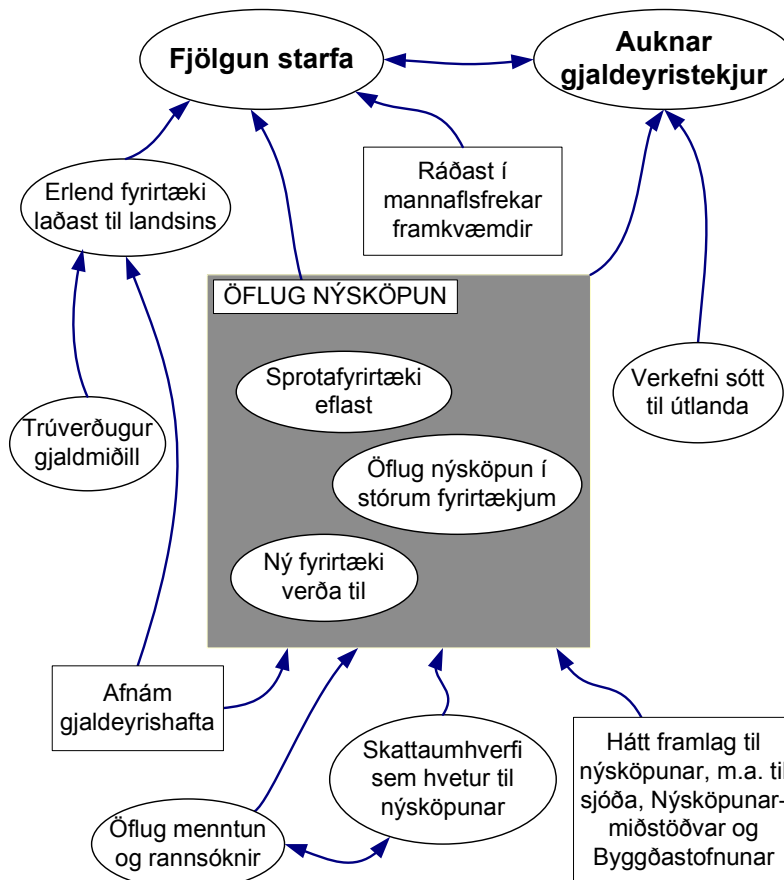 Fjölgun starfa
Auknar
gjaldeyristekjur
Erlend fyrirtæki
laðast til landsins
Ráðast í
mannaflsfrekar
framkvæmdir
ÖFLUG NÝSKÖPUN
Sprotafyrirtæki
eflast
Verkefni sótt
til útlanda
Trúverðugur
gjaldmiðill
Öflug nýsköpun í
stórum fyrirtækjum
Ný fyrirtæki
verða til
Afnám
gjaldeyrishafta
Skattaumhverfi
sem hvetur til
nýsköpunar
Hátt framlag til
nýsköpunar, m.a. til
sjóða, Nýsköpunar-
miðstöðvar og
Byggðastofnunar
Öflug menntun
og rannsóknir